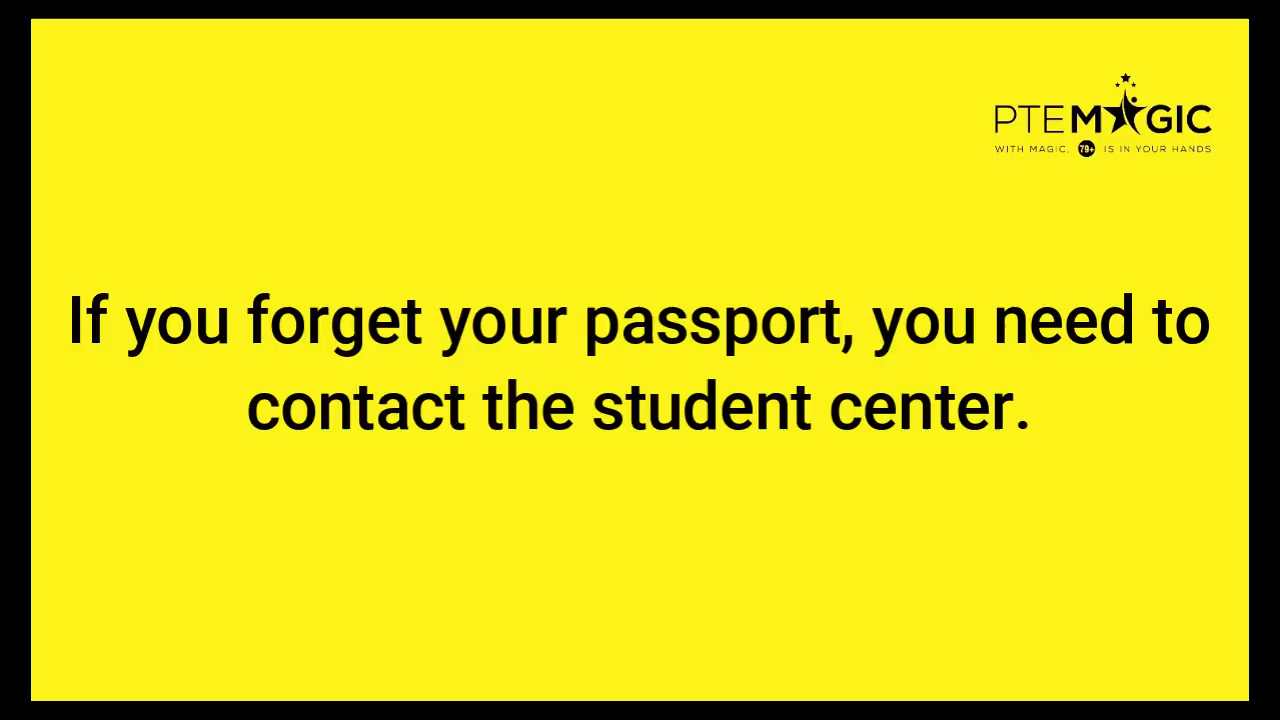 PTEMAGIC
WITH MAGIC, 79+ IS IN YOUR HANDS
If you forget your passport, you need to
contact the student center.